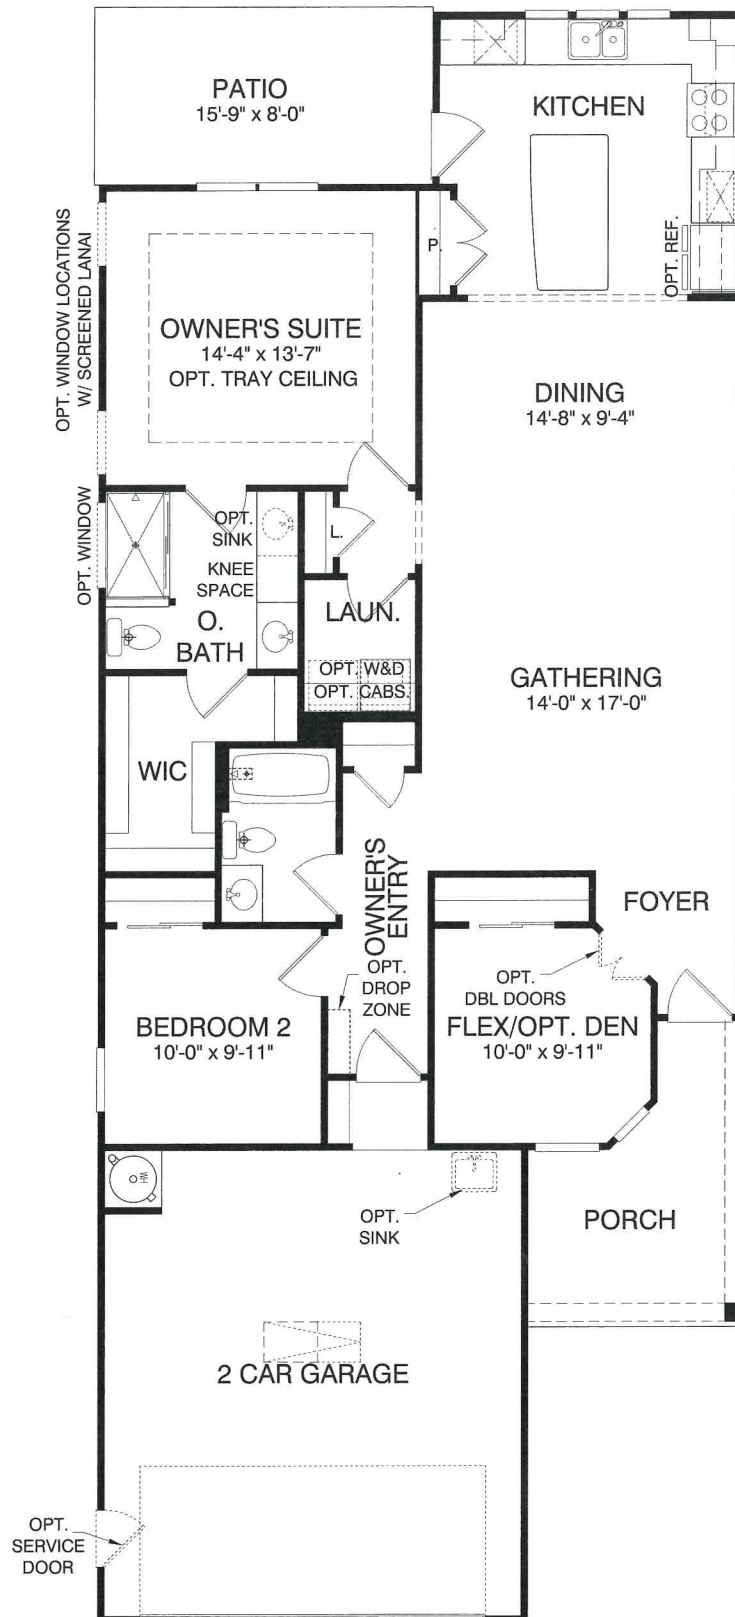 PATIO
15'-9" x 8'-0"
KITCHEN
P.
OPT. REF.
OPT. WINDOW LOCATIONS
W/ SCREENED LANAI
OWNER'S SUITE
14'-4" x 13'-7"
OPT. TRAY CEILING
DINING
14'-8" x 9'-4"
OPT. WINDOW
OPT.
SINK
KNEE
SPACE
L.
O.
BATH
LAUN.
OPT. W&D
OPT. CABS.
GATHERING
14'-0" x 17'-0"
WIC
OWNER'S
ENTRY
FOYER
OPT.
DROP
ZONE
OPT.
DBL DOORS
BEDROOM 2
10'-0" x 9'-11"
FLEX/OPT. DEN
10'-0" x 9'-11"
WH
OPT.
SINK
PORCH
2 CAR GARAGE
OPT.
SERVICE
DOOR